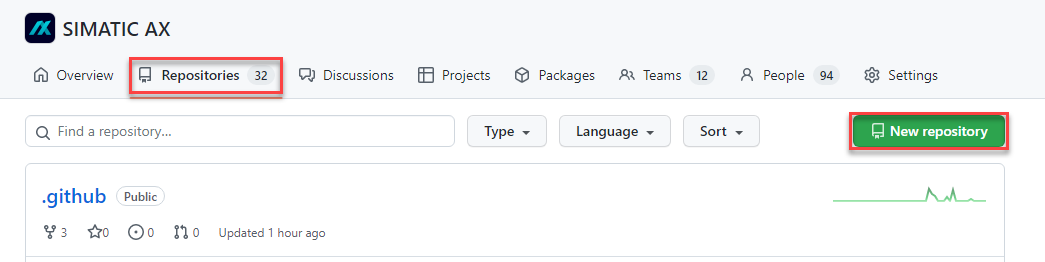 SIMATIC AX
Overview Repositories 32 Discussions Projects Packages Teams 12 People 94 Settings
Find a repository... Type Language Sort New repository
.github Public
3 0 0 0 Updated 1 hour ago